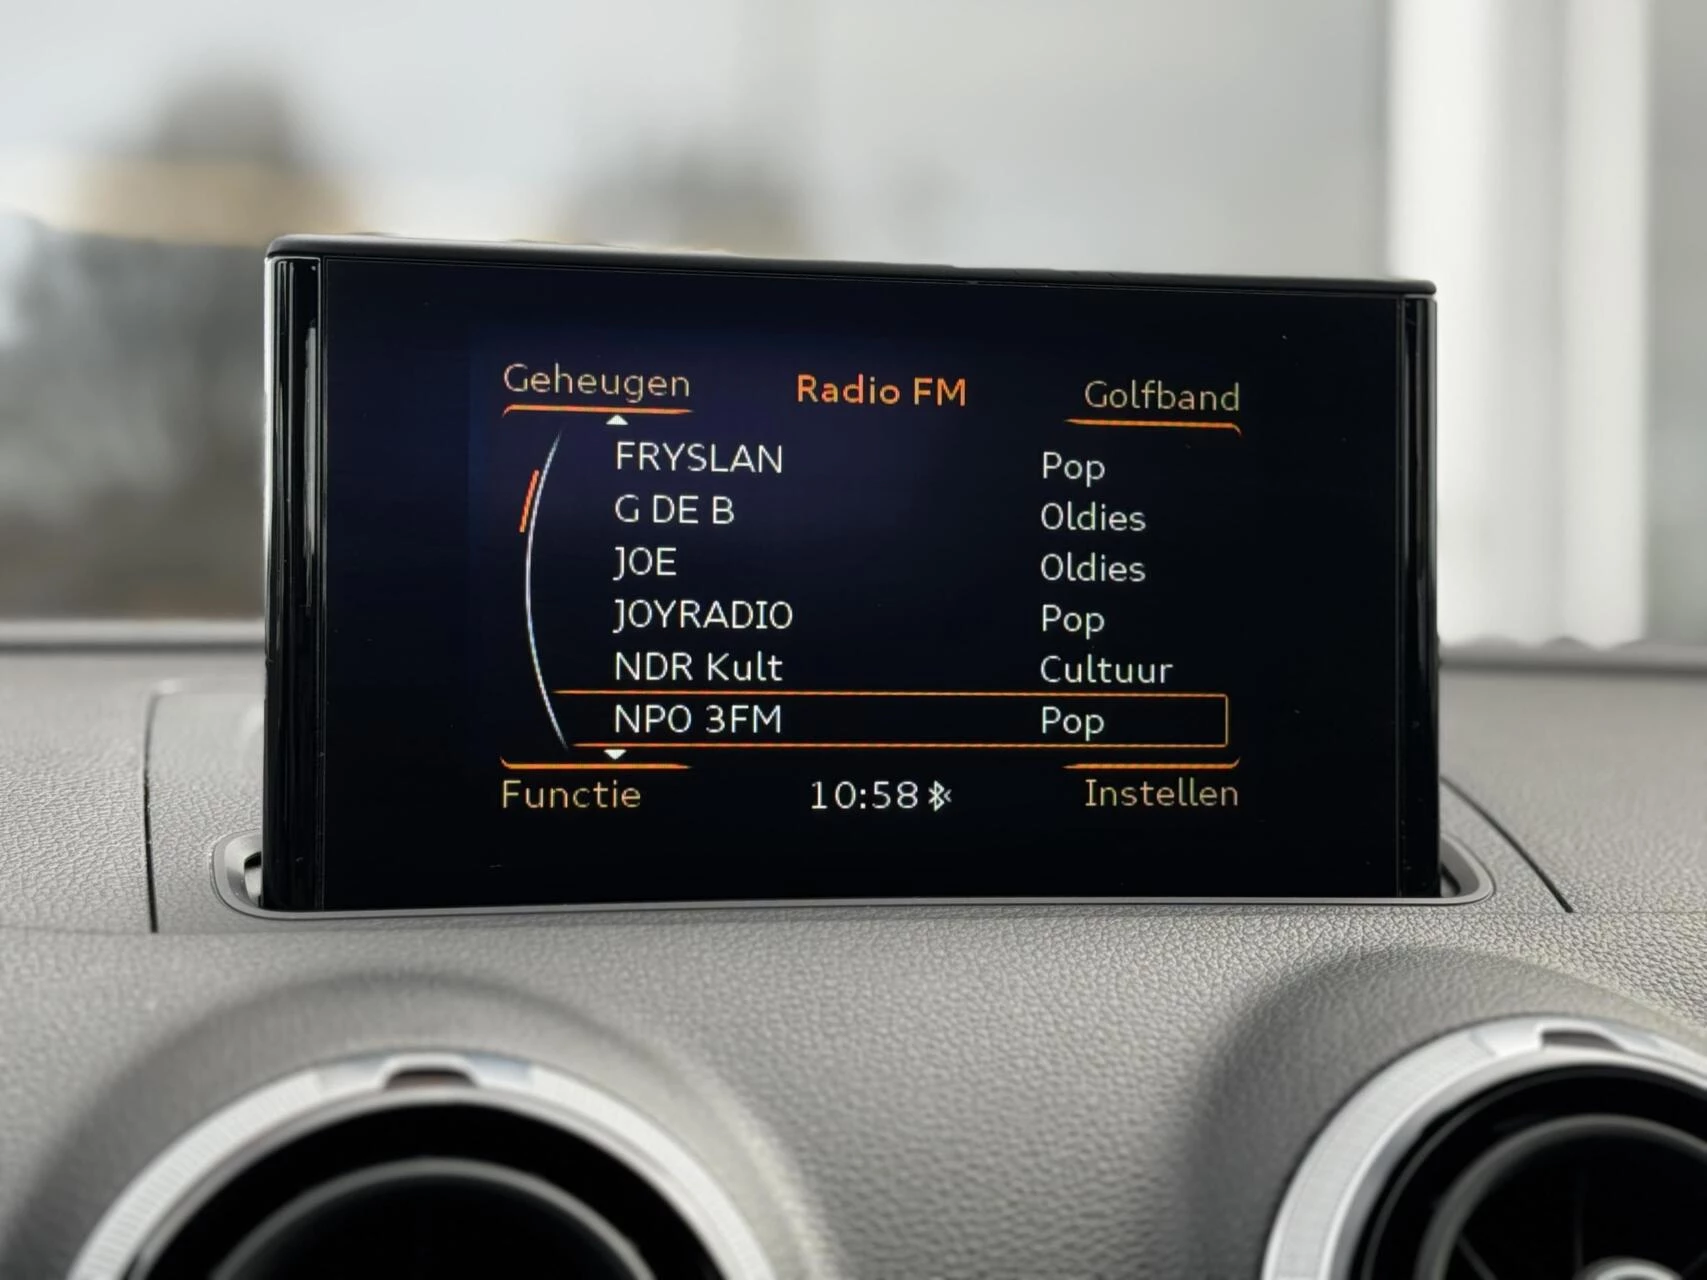 Geheugen Radio FM Golfband
FRYSLAN Pop
G DE B Oldies
JOE Oldies
JOYRADIO Pop
NDR Kult Cultuur
NPO 3FM Pop
Functie 10:58 Instellen